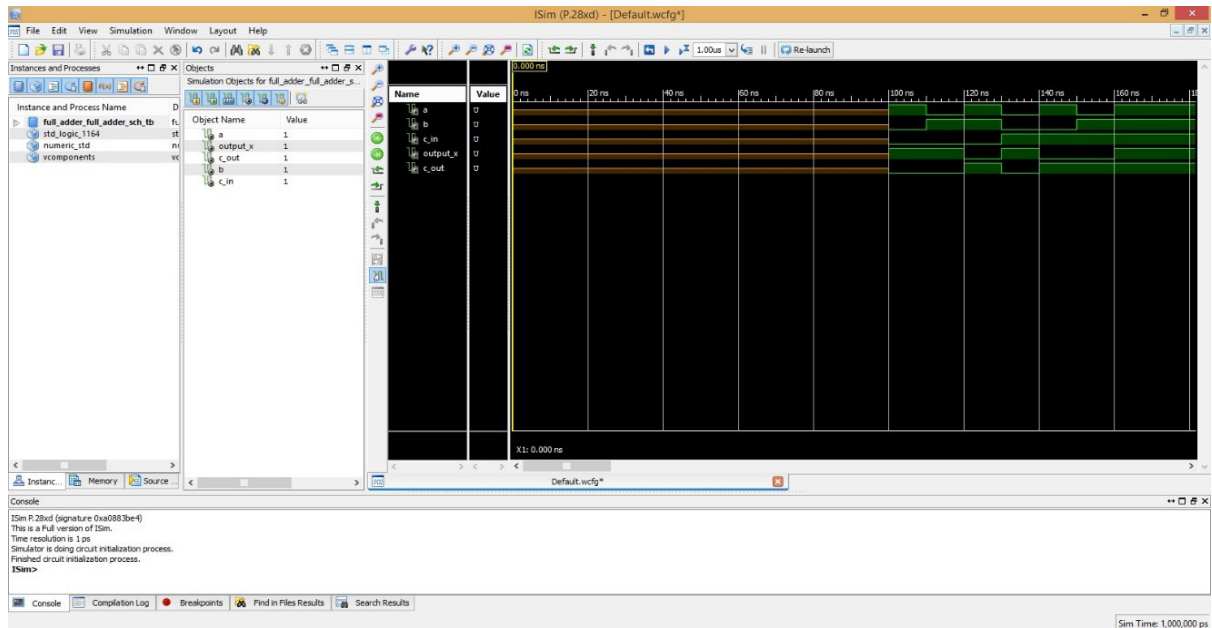 ISim (P.28xd) - [Default.wcfg*]
File Edit View Simulation Window Layout Help
1.00us Re-launch
Instances and Processes
Instance and Process Name D
full_adder_full_adder_sch_tb fu
std_logic_1164 st
numeric_std nu
vcomponents vc
Instanc... Memory Source ...
Objects
Simulation Objects for full_adder_full_adder_s...
Object Name Value
a 1
output_x 1
c_out 1
b 1
c_in 1
Name Value
a U
b U
c_in U
output_x U
c_out U
0.000 ns
0 ns 20 ns 40 ns 60 ns 80 ns 100 ns 120 ns 140 ns 160 ns
X1: 0.000 ns
Default.wcfg*
Console
ISim P.28xd (signature 0xa0883be4)
This is a Full version of ISim.
Time resolution is 1 ps
Simulator is doing circuit initialization process.
Finished circuit initialization process.
ISim>
Console Compilation Log Breakpoints Find in Files Results Search Results
Sim Time: 1,000,000 ps